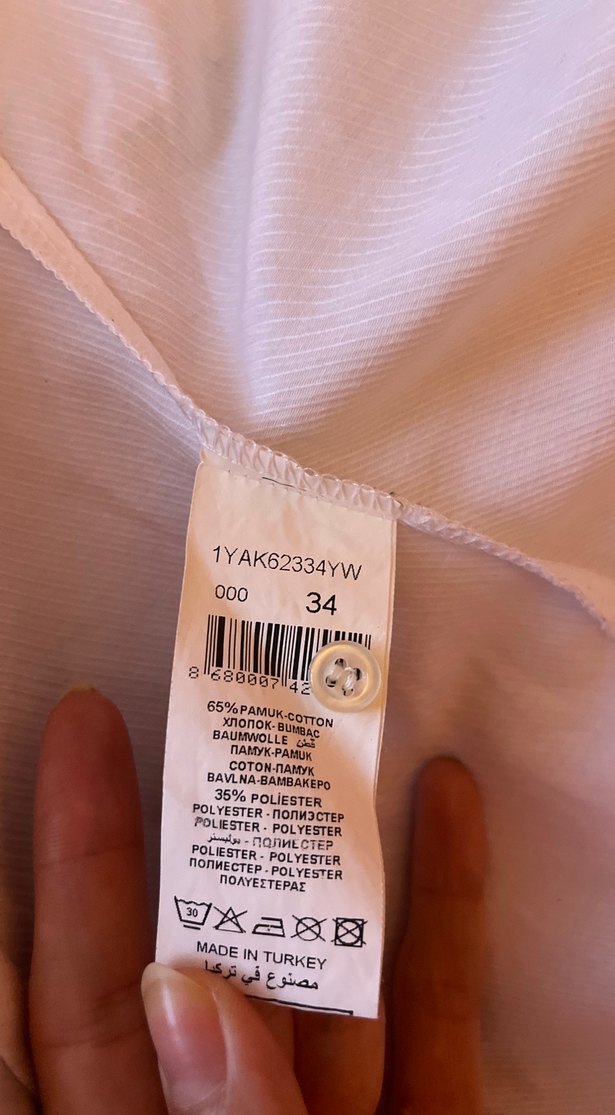 1YAK62334YW
000 34
8 680007 42
65% PAMUK-COTTON
ХЛОПОК- BUMBAC
BAUMWOLLE قطن
ПАМУК-PAMUK
COTON-ПАМУК
BAVLNA-BAMBAKEPO
35% POLİESTER
POLYESTER - ПОЛИЭСТЕР
POLIESTER - POLYESTER
بوليستر - ПОЛИЕСТЕР
POLIESTER - POLYESTER
ПОЛИЕСТЕР - POLYESTER
ΠΟΛΥΕΣΤΕΡΑΣ
30
MADE IN TURKEY
مصنوع في تركيا